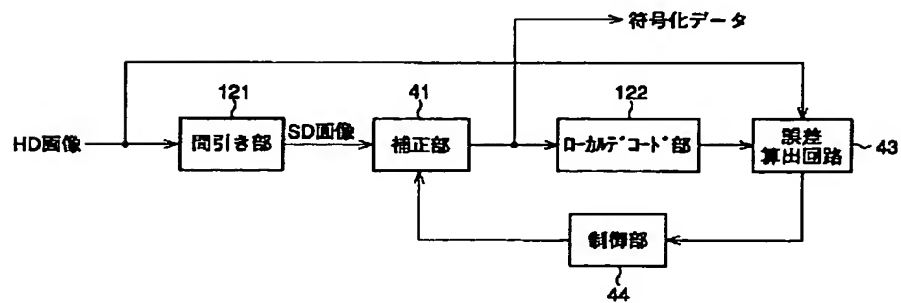 符号化データ
121
41
122
HD画像
間引き部
SD画像
補正部
ローカルデコード部
誤差
算出回路
43
制御部
44